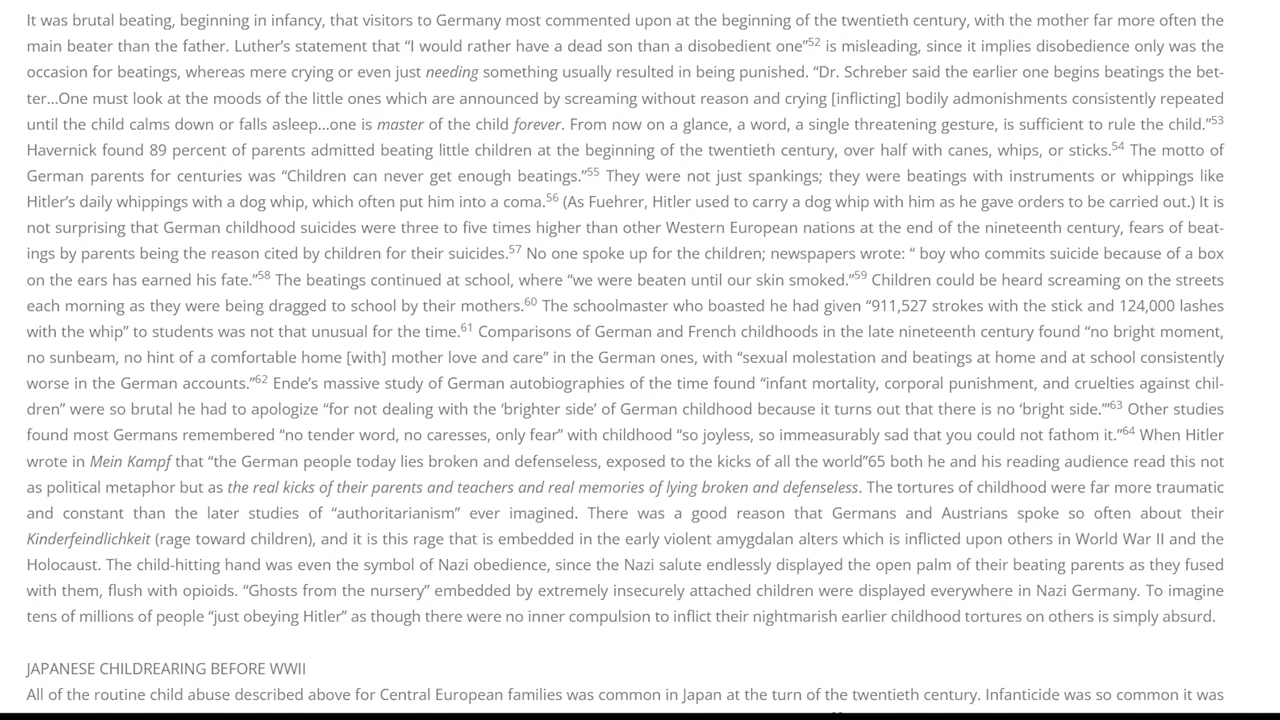 It was brutal beating, beginning in infancy, that visitors to Germany most commented upon at the beginning of the twentieth century, with the mother far more often the
main beater than the father. Luther’s statement that “I would rather have a dead son than a disobedient one”52 is misleading, since it implies disobedience only was the
occasion for beatings, whereas mere crying or even just needing something usually resulted in being punished. “Dr. Schreber said the earlier one begins beatings the bet-
ter…One must look at the moods of the little ones which are announced by screaming without reason and crying [inflicting] bodily admonishments consistently repeated
until the child calms down or falls asleep…one is master of the child forever. From now on a glance, a word, a single threatening gesture, is sufficient to rule the child.”53
Havernick found 89 percent of parents admitted beating little children at the beginning of the twentieth century, over half with canes, whips, or sticks.54 The motto of
German parents for centuries was “Children can never get enough beatings.”55 They were not just spankings; they were beatings with instruments or whippings like
Hitler’s daily whippings with a dog whip, which often put him into a coma.56 (As Fuehrer, Hitler used to carry a dog whip with him as he gave orders to be carried out.) It is
not surprising that German childhood suicides were three to five times higher than other Western European nations at the end of the nineteenth century, fears of beat-
ings by parents being the reason cited by children for their suicides.57 No one spoke up for the children; newspapers wrote: “ boy who commits suicide because of a box
on the ears has earned his fate.”58 The beatings continued at school, where “we were beaten until our skin smoked.”59 Children could be heard screaming on the streets
each morning as they were being dragged to school by their mothers.60 The schoolmaster who boasted he had given “911,527 strokes with the stick and 124,000 lashes
with the whip” to students was not that unusual for the time.61 Comparisons of German and French childhoods in the late nineteenth century found “no bright moment,
no sunbeam, no hint of a comfortable home [with] mother love and care” in the German ones, with “sexual molestation and beatings at home and at school consistently
worse in the German accounts.”62 Ende’s massive study of German autobiographies of the time found “infant mortality, corporal punishment, and cruelties against chil-
dren” were so brutal he had to apologize “for not dealing with the ‘brighter side’ of German childhood because it turns out that there is no ‘bright side.’”63 Other studies
found most Germans remembered “no tender word, no caresses, only fear” with childhood “so joyless, so immeasurably sad that you could not fathom it.”64 When Hitler
wrote in Mein Kampf that “the German people today lies broken and defenseless, exposed to the kicks of all the world”65 both he and his reading audience read this not
as political metaphor but as the real kicks of their parents and teachers and real memories of lying broken and defenseless. The tortures of childhood were far more traumatic
and constant than the later studies of “authoritarianism” ever imagined. There was a good reason that Germans and Austrians spoke so often about their
Kinderfeindlichkeit (rage toward children), and it is this rage that is embedded in the early violent amygdalan alters which is inflicted upon others in World War II and the
Holocaust. The child-hitting hand was even the symbol of Nazi obedience, since the Nazi salute endlessly displayed the open palm of their beating parents as they fused
with them, flush with opioids. “Ghosts from the nursery” embedded by extremely insecurely attached children were displayed everywhere in Nazi Germany. To imagine
tens of millions of people “just obeying Hitler” as though there were no inner compulsion to inflict their nightmarish earlier childhood tortures on others is simply absurd.
JAPANESE CHILDREARING BEFORE WWII
All of the routine child abuse described above for Central European families was common in Japan at the turn of the twentieth century. Infanticide was so common it was